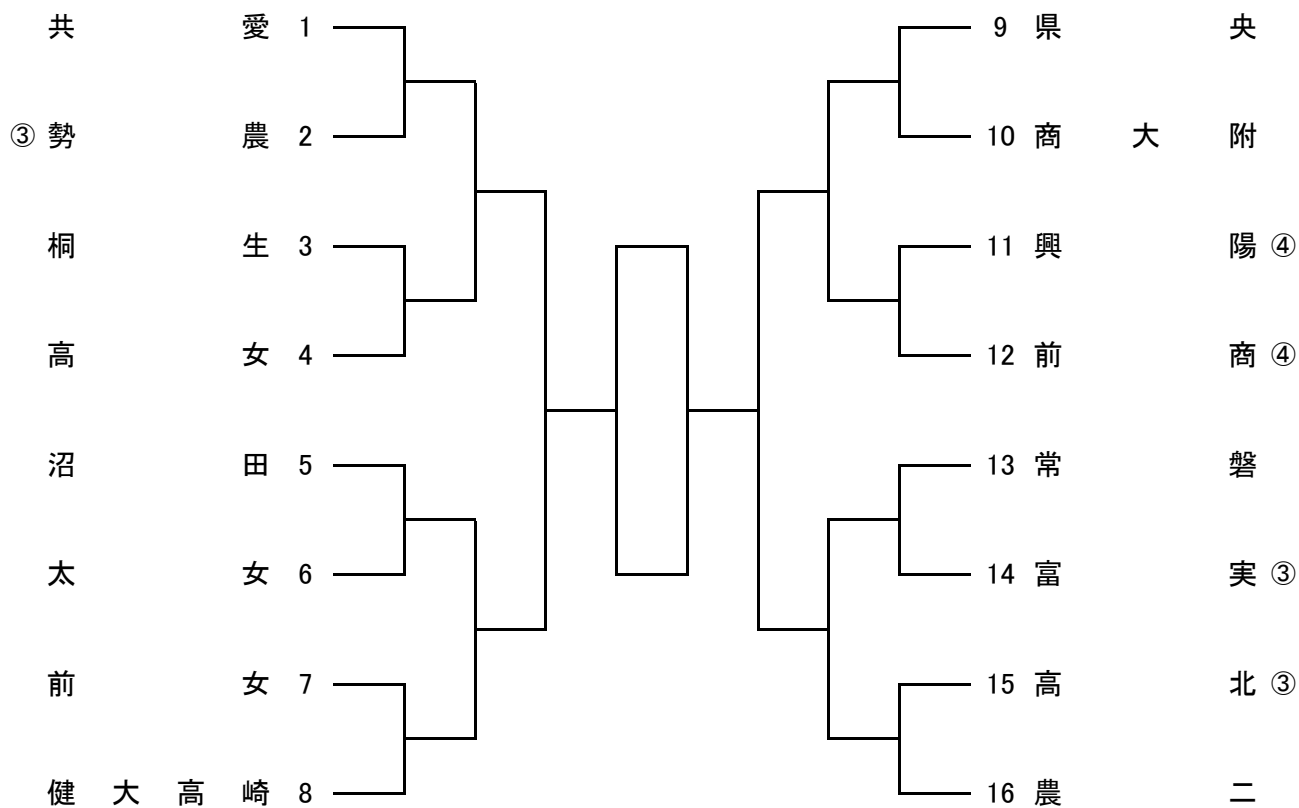 共愛 1
③ 勢農 2
桐生 3
高女 4
沼田 5
太女 6
前女 7
健大高崎 8
9 県央
10 商大附
11 興陽 ④
12 前商 ④
13 常磐
14 富実 ③
15 高北 ③
16 農二